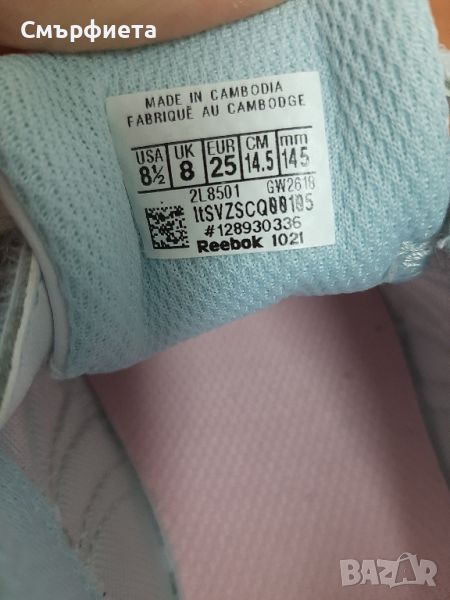 Смърфиета
MADE IN CAMBODIA
FABRIQUÉ AU CAMBODGE
USA UK EUR CM mm
8½ 8 25 14.5 145
2L8501 GW2618
#128930336
Reebok 1021
BAZAR